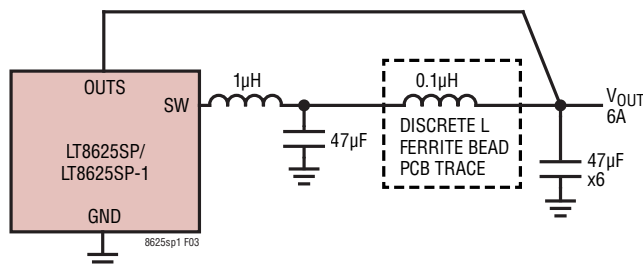 OUTS
SW
LT8625SP/
LT8625SP-1
GND
1µH
47µF
0.1µH
DISCRETE L
FERRITE BEAD
PCB TRACE
VOUT
6A
47µF
x6
8625sp1 F03